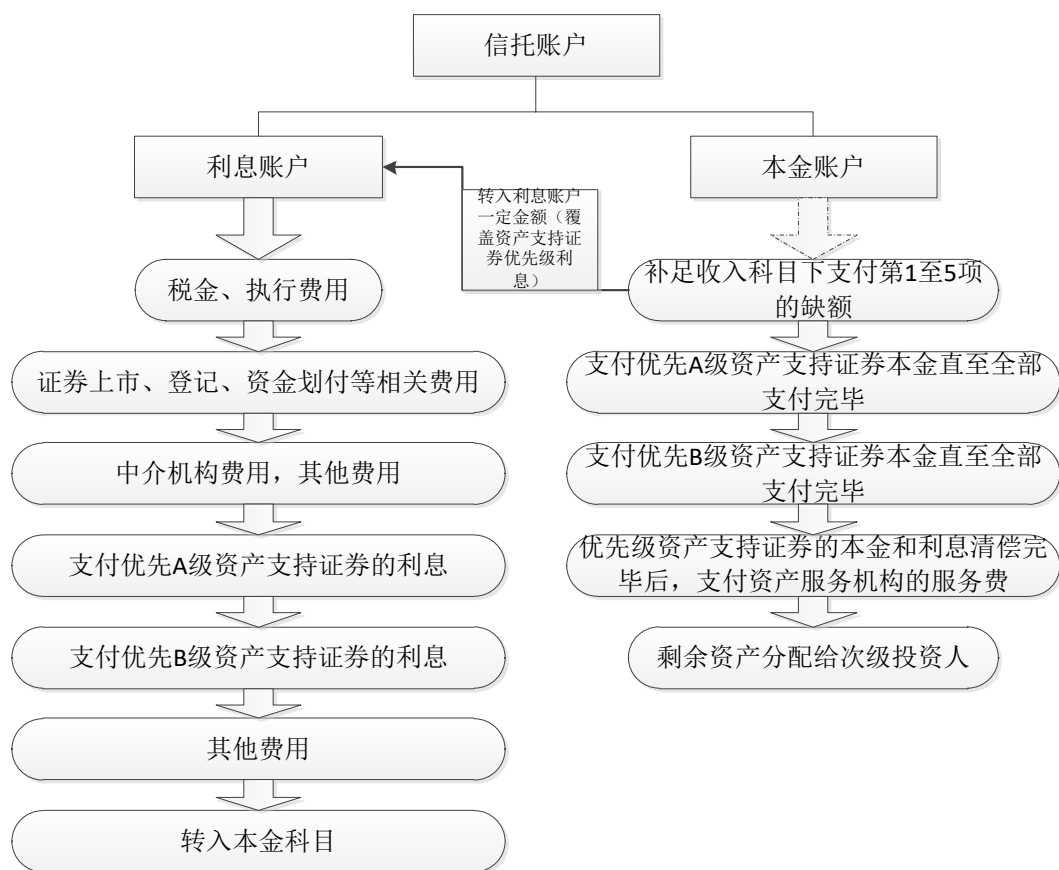 信托账户
利息账户
本金账户
转入利息账户
一定金额（覆
盖资产支持证
券优先级利
息）
税金、执行费用
证券上市、登记、资金划付等相关费用
中介机构费用，其他费用
支付优先A级资产支持证券的利息
支付优先B级资产支持证券的利息
其他费用
转入本金科目
补足收入科目下支付第1至5项
的缺额
支付优先A级资产支持证券本金直至全部
支付完毕
支付优先B级资产支持证券本金直至全部
支付完毕
优先级资产支持证券的本金和利息清偿完
毕后，支付资产服务机构的服务费
剩余资产分配给次级投资人